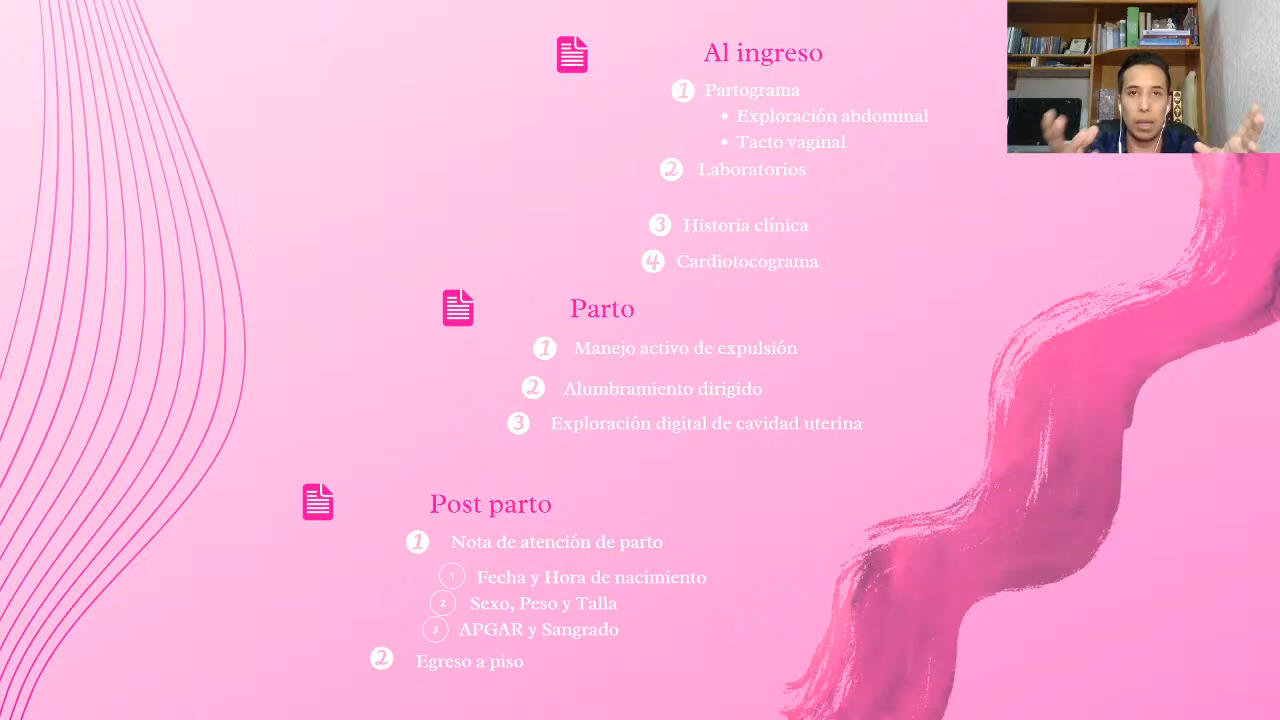 Al ingreso
1 Partograma
• Exploración abdominal
• Tacto vaginal
2 Laboratorios
3 Historia clínica
4 Cardiotocograma
Parto
1 Manejo activo de expulsión
2 Alumbramiento dirigido
3 Exploración digital de cavidad uterina
Post parto
1 Nota de atención de parto
1 Fecha y Hora de nacimiento
2 Sexo, Peso y Talla
3 APGAR y Sangrado
2 Egreso a piso